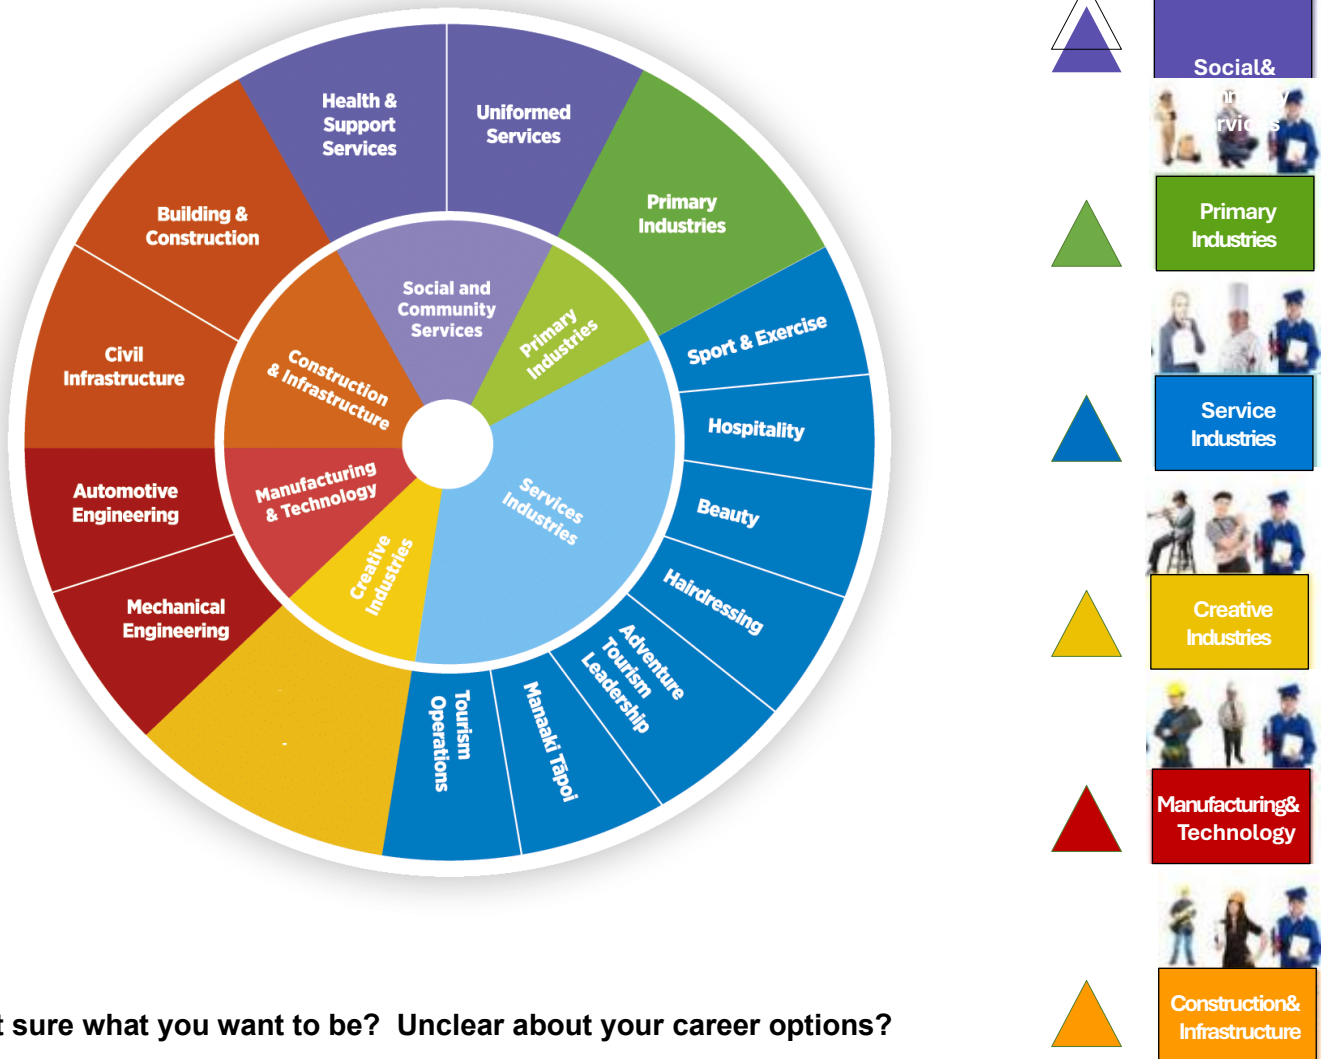 Health &
Support
Services
Uniformed
Services
Primary
Industries
Building &
Construction
Civil
Infrastructure
Automotive
Engineering
Mechanical
Engineering
Sport & Exercise
Hospitality
Beauty
Hairdressing
Adventure
Tourism
Leadership
Manaaki Tāpoi
Tourism
Operations
Social and
Community
Services
Primary
Industries
Construction
& Infrastructure
Manufacturing
& Technology
Creative
Industries
Services
Industries
Social&
Primary
Industries
Service
Industries
Creative
Industries
Manufacturing&
Technology
Construction&
Infrastructure
sure what you want to be?  Unclear about your career options?